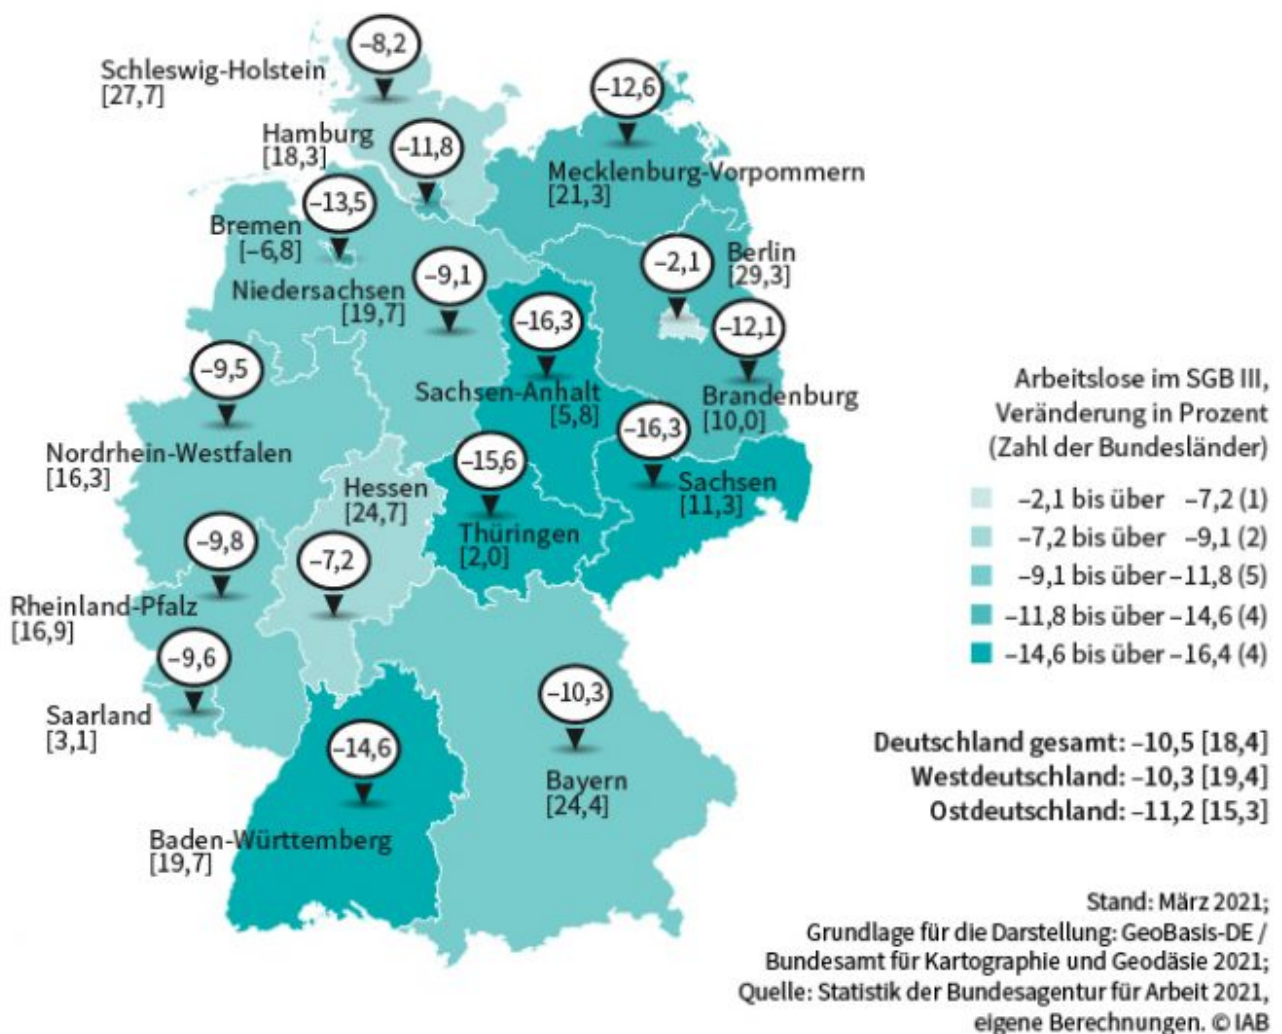 –8,2
Schleswig-Holstein
[27,7]
–12,6
Hamburg
[18,3]
–11,8
Mecklenburg-Vorpommern
[21,3]
–13,5
Bremen
[–6,8]
–2,1
Berlin
[29,3]
–9,1
Niedersachsen
[19,7]
–16,3
Sachsen-Anhalt
[5,8]
–12,1
Brandenburg
[10,0]
–9,5
Nordrhein-Westfalen
[16,3]
–16,3
Sachsen
[11,3]
–15,6
Thüringen
[2,0]
Hessen
[24,7]
–7,2
–9,8
Rheinland-Pfalz
[16,9]
–9,6
Saarland
[3,1]
–10,3
Bayern
[24,4]
–14,6
Baden-Württemberg
[19,7]
Arbeitslose im SGB III,
Veränderung in Prozent
(Zahl der Bundesländer)
–2,1 bis über –7,2 (1)
–7,2 bis über –9,1 (2)
–9,1 bis über –11,8 (5)
–11,8 bis über –14,6 (4)
–14,6 bis über –16,4 (4)
Deutschland gesamt: –10,5 [18,4]
Westdeutschland: –10,3 [19,4]
Ostdeutschland: –11,2 [15,3]
Stand: März 2021;
Grundlage für die Darstellung: GeoBasis-DE /
Bundesamt für Kartographie und Geodäsie 2021;
Quelle: Statistik der Bundesagentur für Arbeit 2021,
eigene Berechnungen. © IAB